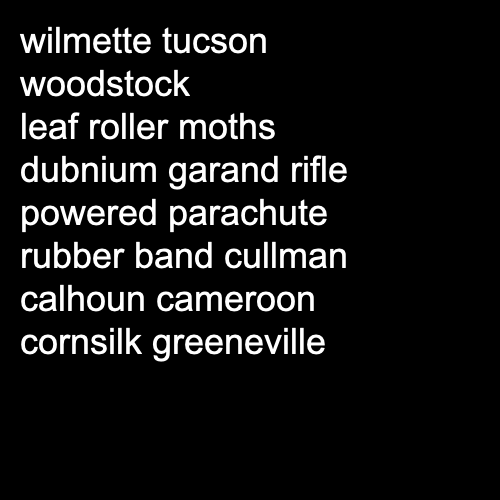 wilmette tucson
woodstock
leaf roller moths
dubnium garand rifle
powered parachute
rubber band cullman
calhoun cameroon
cornsilk greeneville